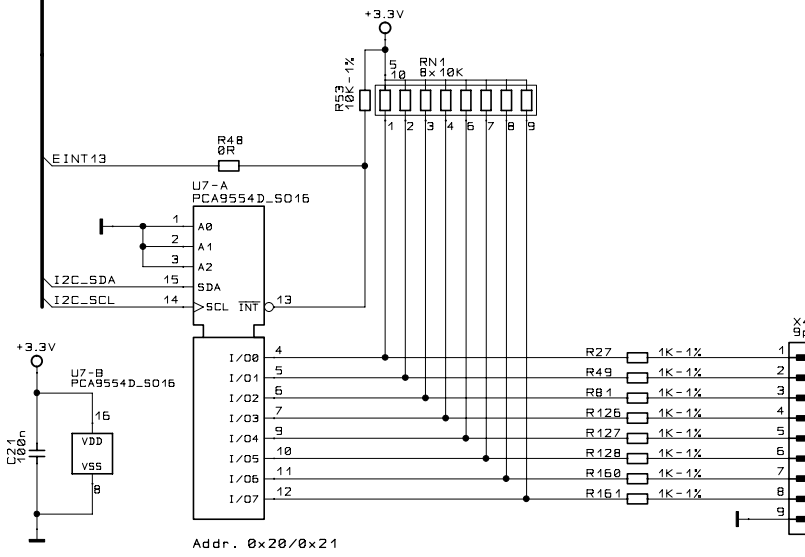 +3.3V
R53
10K-1%
5
10
RN1
8x10K
1 2 3 4 6 7 8 9
R48
0R
EINT13
U7-A
PCA9554D_SO16
1 A0
2 A1
3 A2
I2C_SDA 15 SDA
I2C_SCL 14 SCL INT 13
+3.3V
U7-B
PCA9554D_SO16
16
VDD
VSS
8
C21
100n
I/O0 4 R27 1K-1% 1
I/O1 5 R49 1K-1% 2
I/O2 6 R81 1K-1% 3
I/O3 7 R126 1K-1% 4
I/O4 9 R127 1K-1% 5
I/O5 10 R128 1K-1% 6
I/O6 11 R160 1K-1% 7
I/O7 12 R161 1K-1% 8
9
Addr. 0x20/0x21